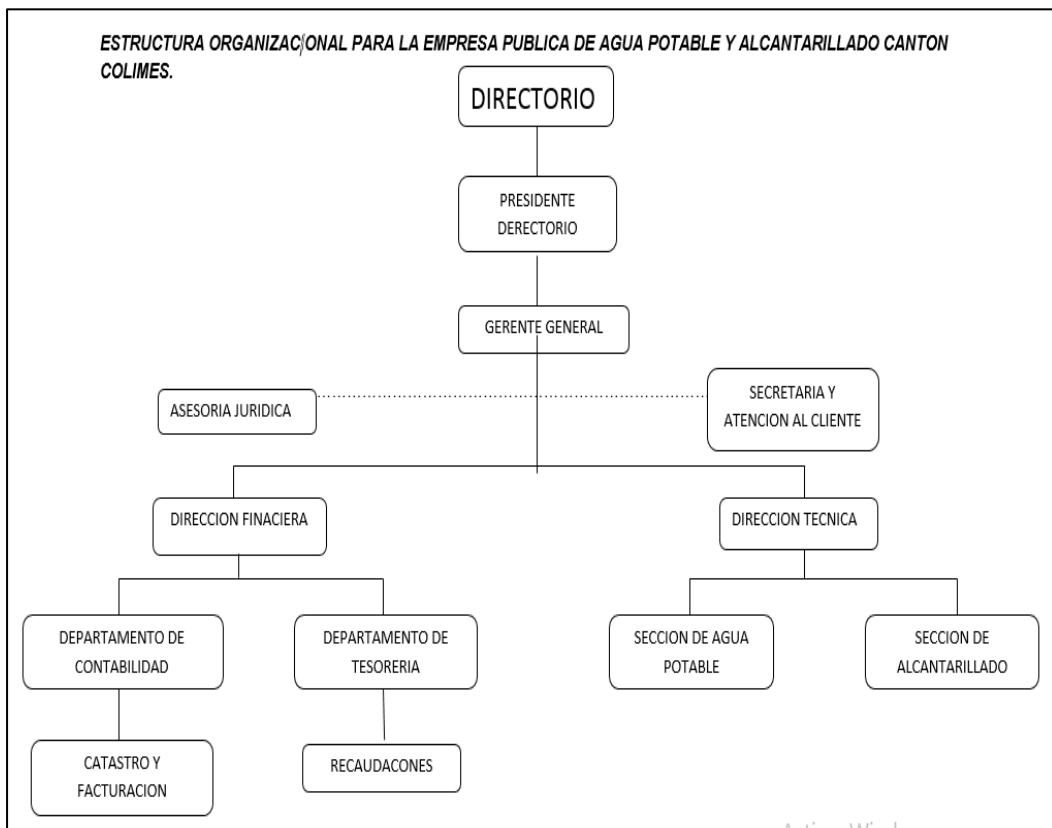 ESTRUCTURA ORGANIZACIONAL PARA LA EMPRESA PUBLICA DE AGUA POTABLE Y ALCANTARILLADO CANTON
COLIMES.
DIRECTORIO
PRESIDENTE
DERECTORIO
GERENTE GENERAL
ASESORIA JURIDICA
SECRETARIA Y
ATENCION AL CLIENTE
DIRECCION FINACIERA
DIRECCION TECNICA
DEPARTAMENTO DE
CONTABILIDAD
DEPARTAMENTO DE
TESORERIA
SECCION DE AGUA
POTABLE
SECCION DE
ALCANTARILLADO
CATASTRO Y
FACTURACION
RECAUDACONES